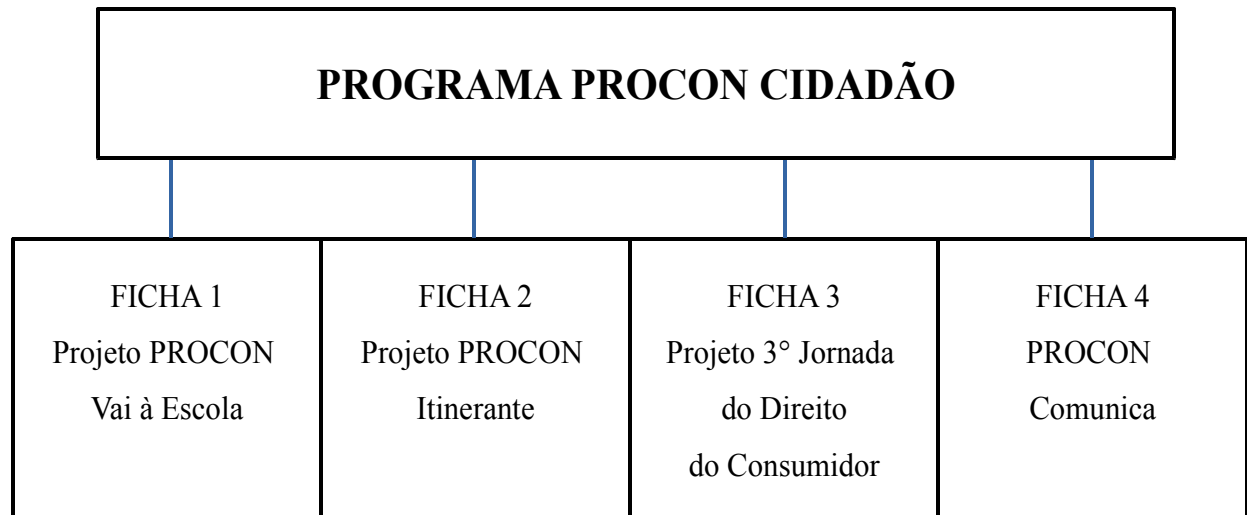 PROGRAMA PROCON CIDADÃO
FICHA 1
Projeto PROCON
Vai à Escola
FICHA 2
Projeto PROCON
Itinerante
FICHA 3
Projeto 3° Jornada
do Direito
do Consumidor
FICHA 4
PROCON
Comunica